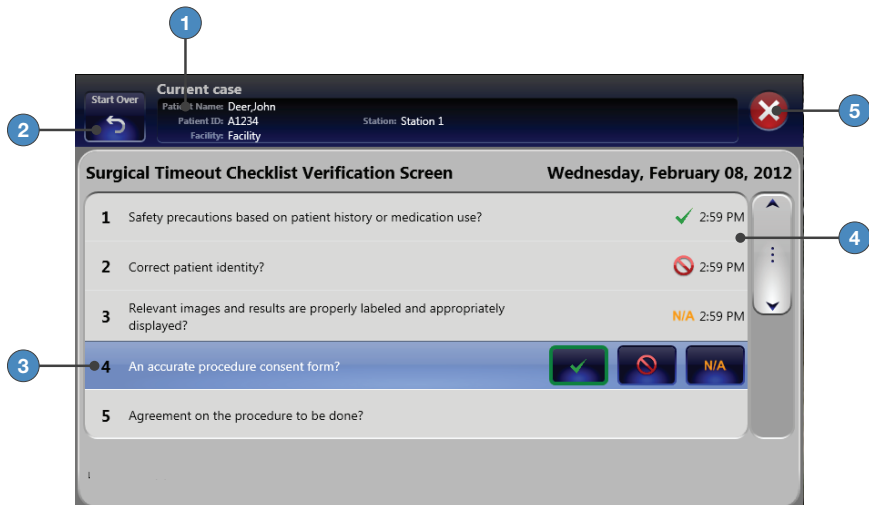 1
Current case
Start Over
Patient Name: Deer,John
Patient ID: A1234
Station: Station 1
Facility: Facility
2
5
Surgical Timeout Checklist Verification Screen
Wednesday, February 08, 2012
1 Safety precautions based on patient history or medication use? 2:59 PM
4
2 Correct patient identity? 2:59 PM
3 Relevant images and results are properly labeled and appropriately
displayed?
N/A 2:59 PM
3
4 An accurate procedure consent form? N/A
5 Agreement on the procedure to be done?